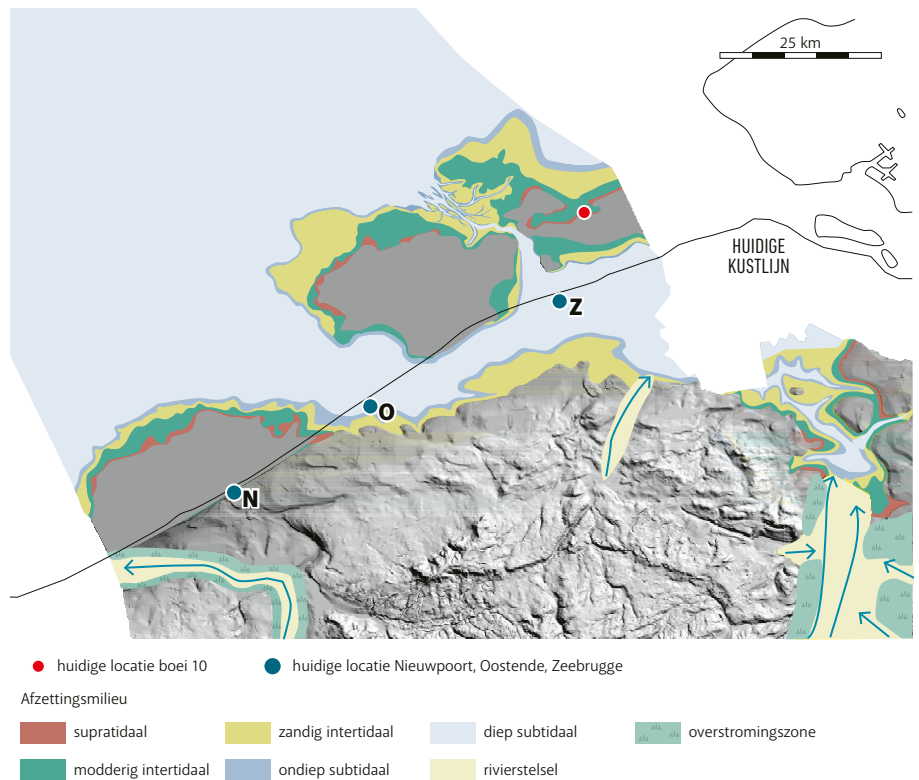 25 km
HUIDIGE
KUSTLIJN
Z
O
N
huidige locatie boei 10
huidige locatie Nieuwpoort, Oostende, Zeebrugge
Afzettingsmilieu
supratidaal
zandig intertidaal
diep subtidaal
overstromingszone
modderig intertidaal
ondiep subtidaal
rivierstelsel